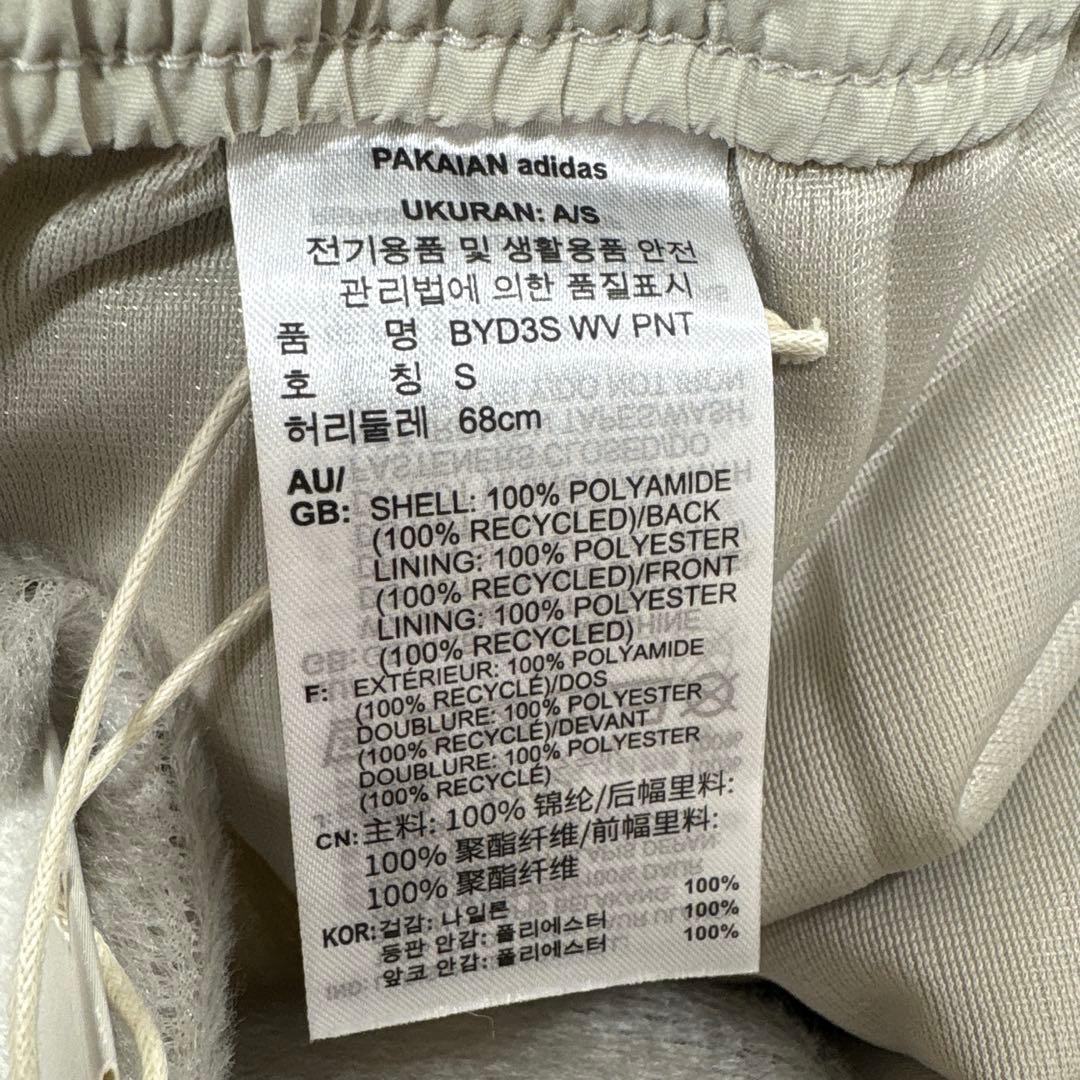 PAKAIAN adidas
UKURAN: A/S
전기용품 및 생활용품 안전
관리법에 의한 품질표시
품 명 BYD3S WV PNT
호 칭 S
허리둘레 68cm
AU/
GB: SHELL: 100% POLYAMIDE
(100% RECYCLED)/BACK
LINING: 100% POLYESTER
(100% RECYCLED)/FRONT
LINING: 100% POLYESTER
(100% RECYCLED)
F: EXTÉRIEUR: 100% POLYAMIDE
(100% RECYCLÉ)/DOS
DOUBLURE: 100% POLYESTER
(100% RECYCLÉ)/DEVANT
DOUBLURE: 100% POLYESTER
(100% RECYCLÉ)
CN: 主料: 100% 锦纶/后幅里料:
100% 聚酯纤维/前幅里料:
100% 聚酯纤维
KOR: 겉감: 나일론 100%
등판 안감: 폴리에스터 100%
앞코 안감: 폴리에스터 100%